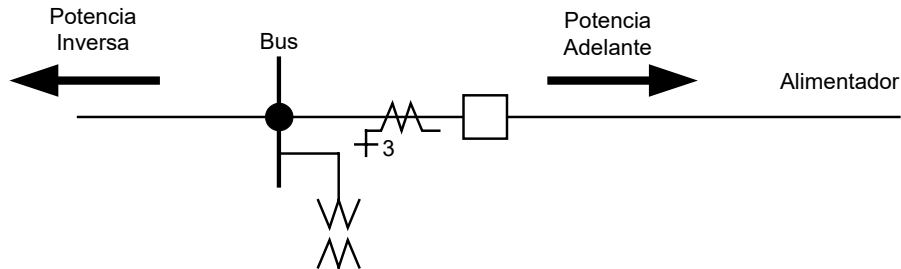 Potencia
Inversa
Bus
Potencia
Adelante
Alimentador
3